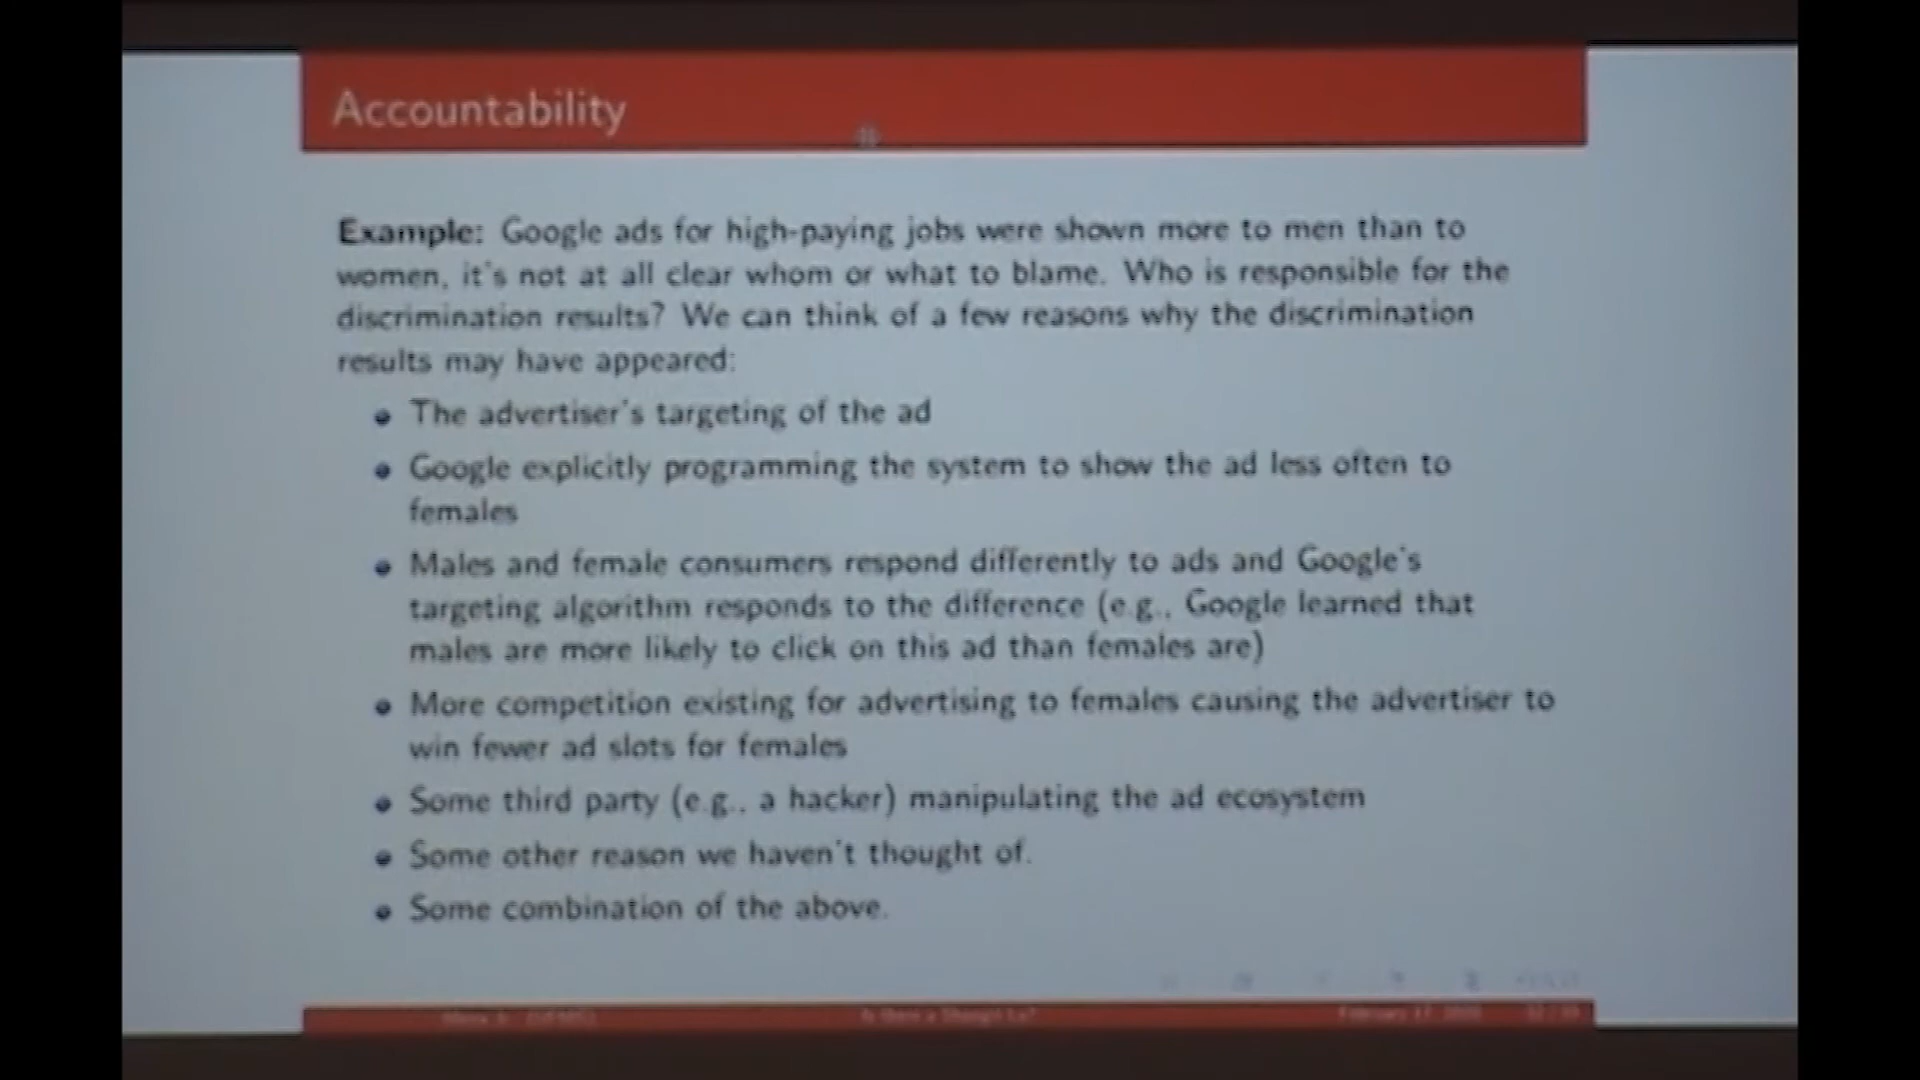 Accountability
Example: Google ads for high-paying jobs were shown more to men than to
women, it's not at all clear whom or what to blame. Who is responsible for the
discrimination results? We can think of a few reasons why the discrimination
results may have appeared:
The advertiser's targeting of the ad
Google explicitly programming the system to show the ad less often to
females
Males and female consumers respond differently to ads and Google's
targeting algorithm responds to the difference (e.g., Google learned that
males are more likely to click on this ad than females are)
More competition existing for advertising to females causing the advertiser to
win fewer ad slots for females
Some third party (e.g., a hacker) manipulating the ad ecosystem
Some other reason we haven't thought of.
Some combination of the above.
February 17